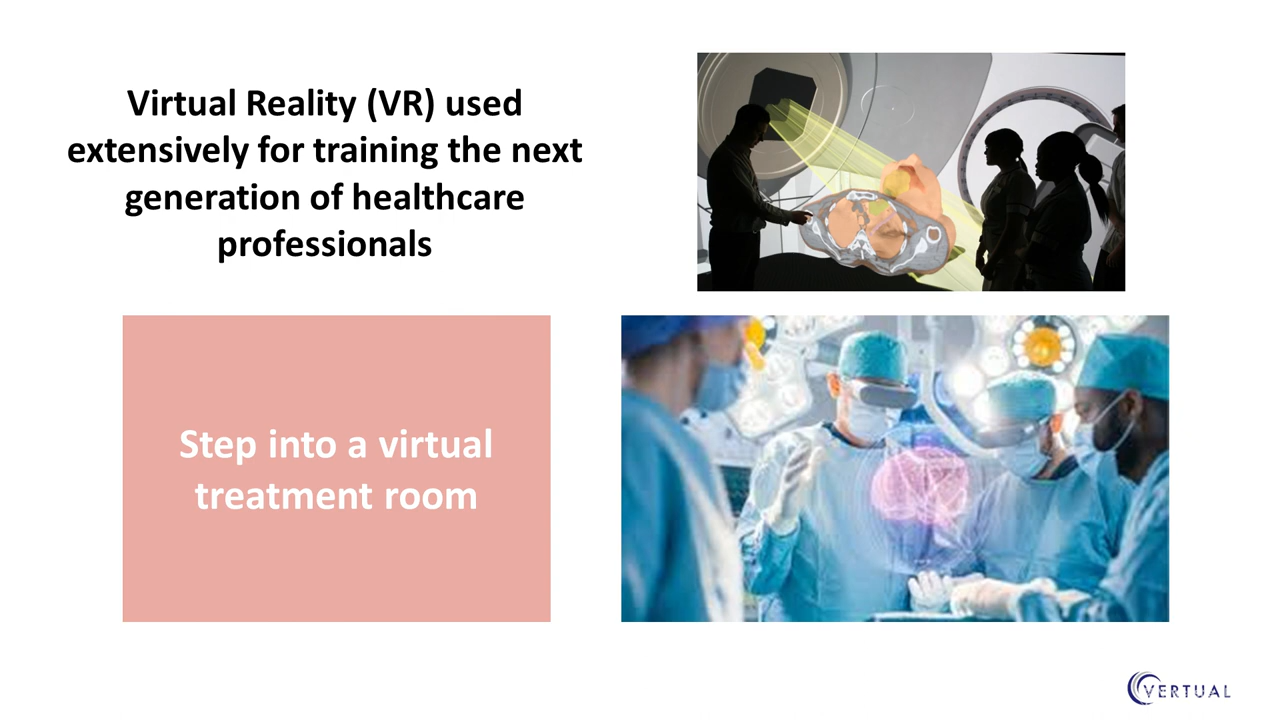 Virtual Reality (VR) used
extensively for training the next
generation of healthcare
professionals
Step into a virtual
treatment room
VERTUAL